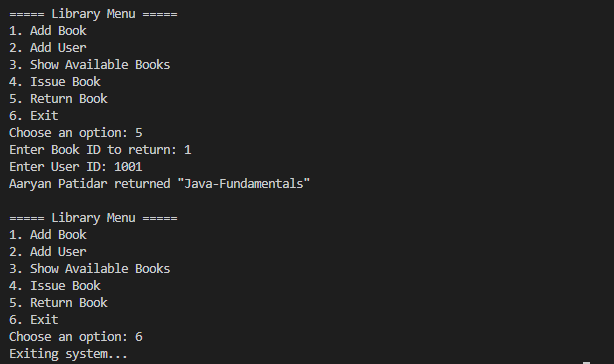 ===== Library Menu =====
1. Add Book
2. Add User
3. Show Available Books
4. Issue Book
5. Return Book
6. Exit
Choose an option: 5
Enter Book ID to return: 1
Enter User ID: 1001
Aaryan Patidar returned "Java-Fundamentals"

===== Library Menu =====
1. Add Book
2. Add User
3. Show Available Books
4. Issue Book
5. Return Book
6. Exit
Choose an option: 6
Exiting system...